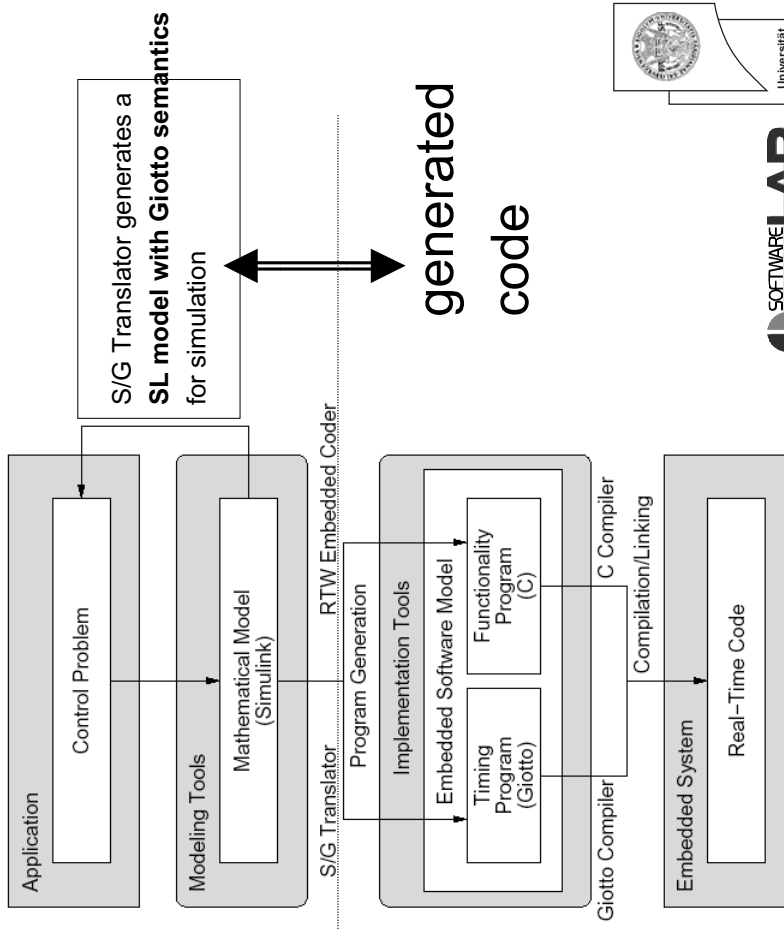 Application
Control Problem
Modeling Tools
Mathematical Model
(Simulink)
S/G Translator generates a
SL model with Giotto semantics
for simulation
S/G Translator
RTW Embedded Coder
Program Generation
generated
code
Implementation Tools
Embedded Software Model
Timing
Program
(Giotto)
Functionality
Program
(C)
Giotto Compiler
C Compiler
Compilation/Linking
Embedded System
Real-Time Code
SOFTWARE
LAB
Universität